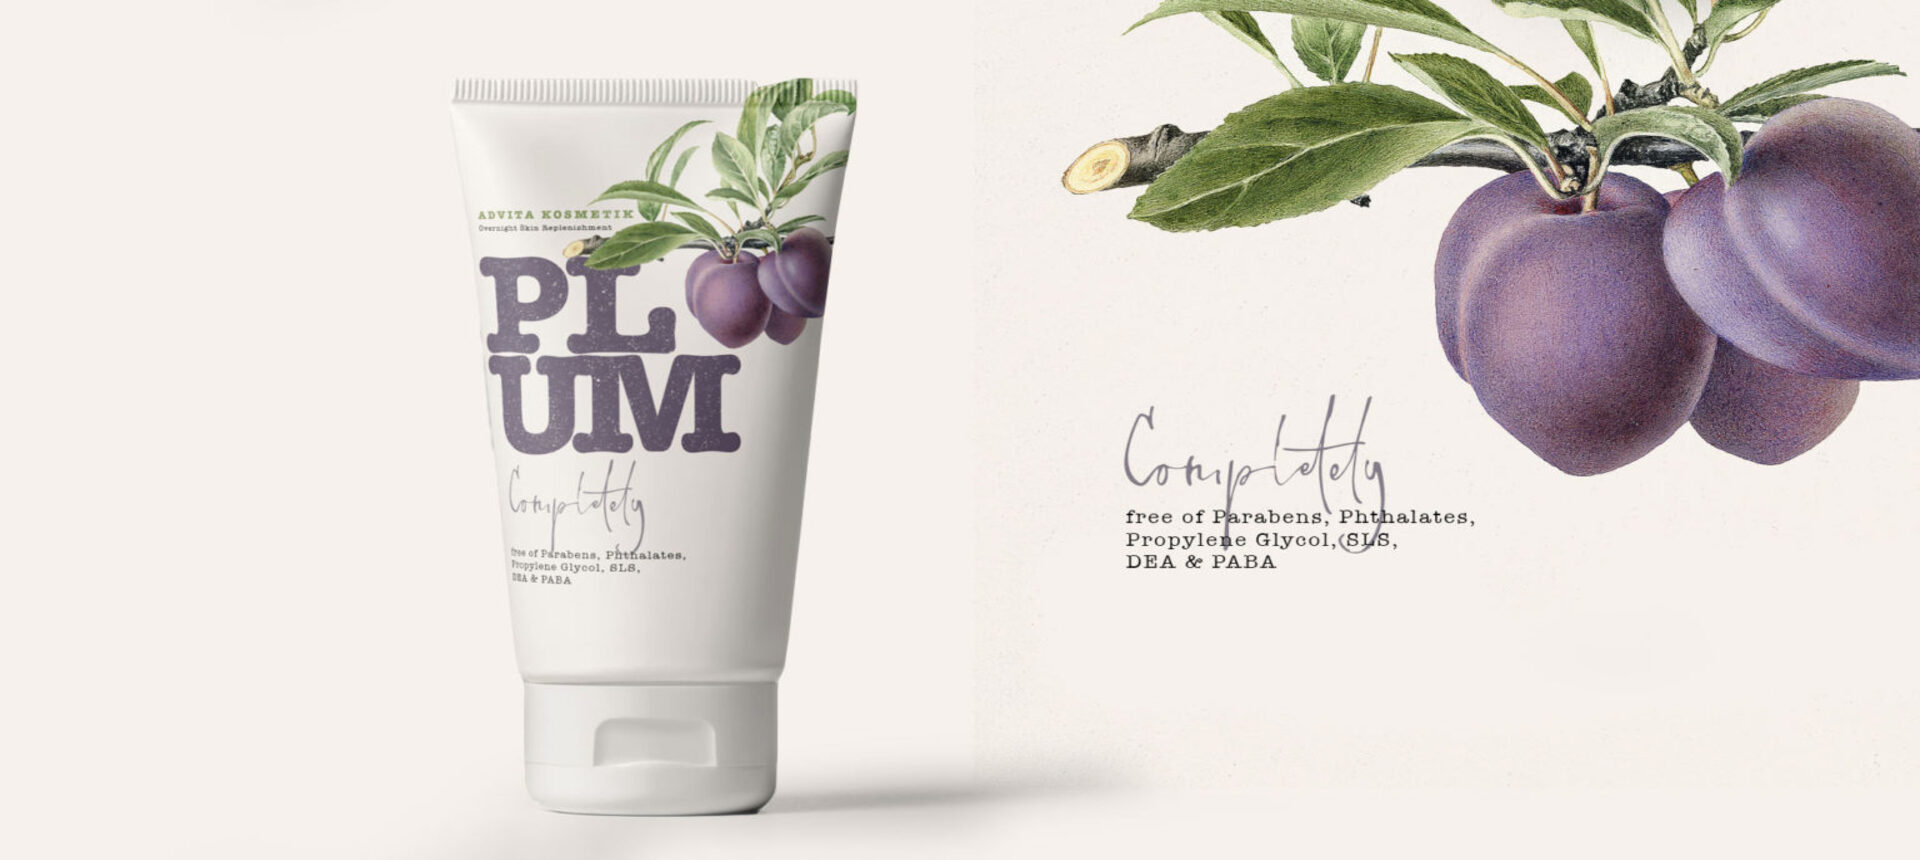 ADVITA KOSMETIK
Overnight Skin Replenishment
PL
UM
Completely
free of Parabens, Phthalates,
Propylene Glycol, SLS,
DEA & PABA
Completely
free of Parabens, Phthalates,
Propylene Glycol, SLS,
DEA & PABA